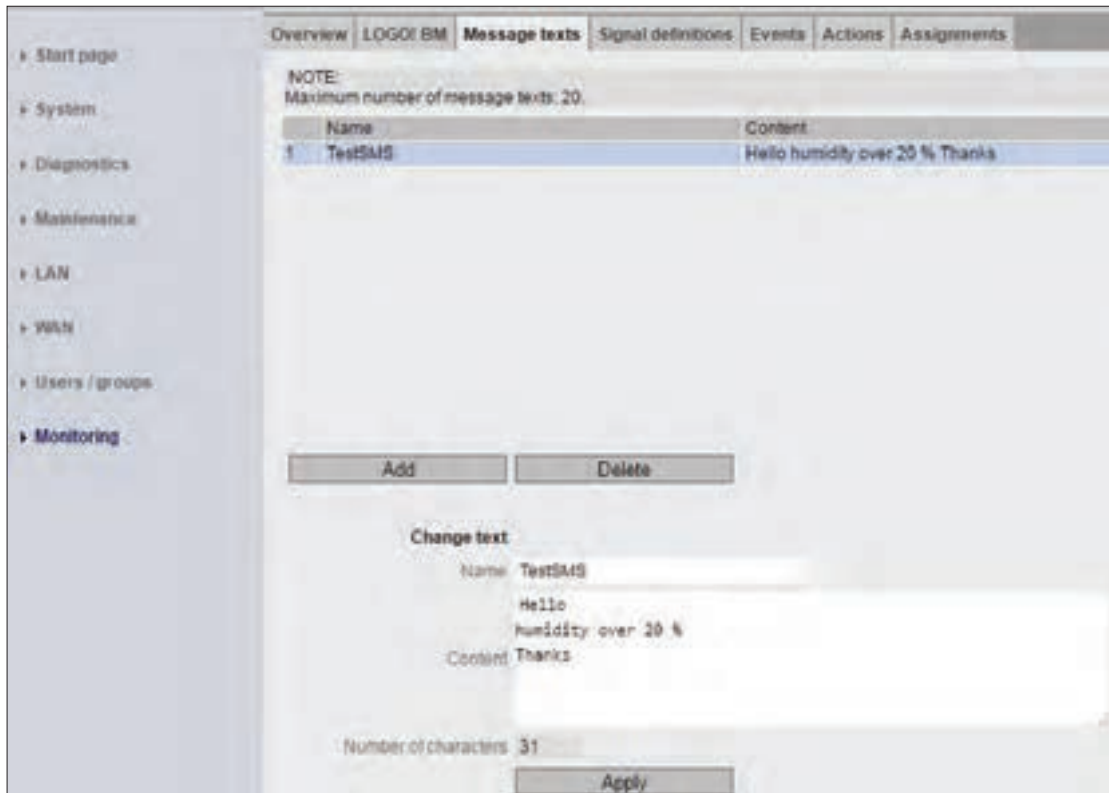 Start page
System
Diagnostics
Maintenance
LAN
WAN
Users / groups
Monitoring
Overview LOGO! BM Message texts Signal definitions Events Actions Assignments
NOTE:
Maximum number of message texts: 20.
Name Content
1 TestSMS Hello humidity over 20 % Thanks
Add Delete
Change text
Name TestSMS
Content Hello
humidity over 20 %
Thanks
Number of characters 31
Apply